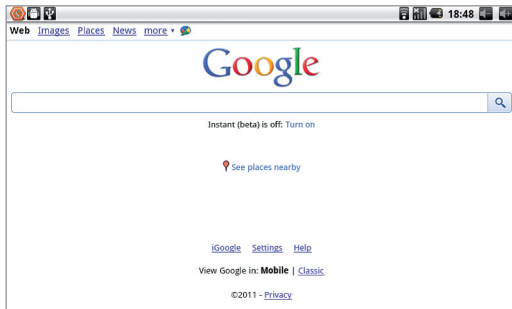 18:48
Web Images Places News more
Google
Instant (beta) is off: Turn on
See places nearby
iGoogle Settings Help
View Google in: Mobile | Classic
©2011 - Privacy